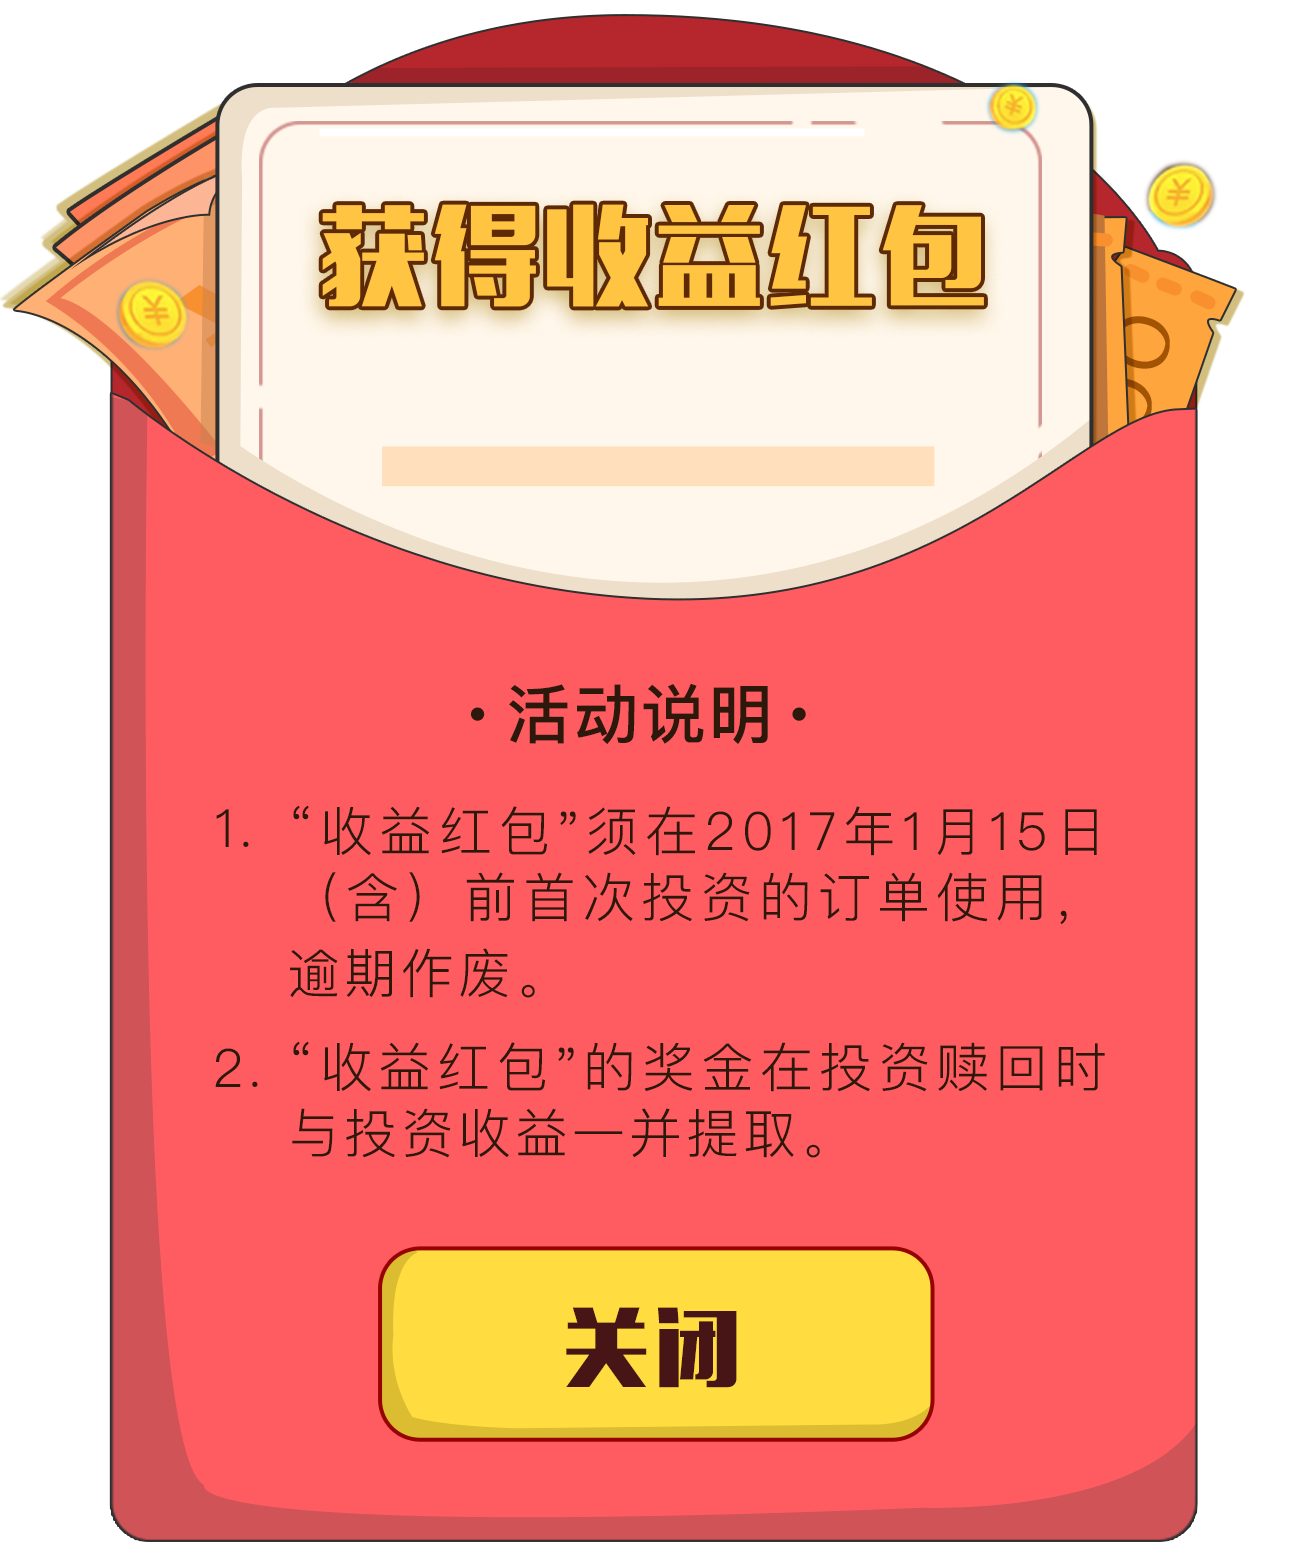 获得收益红包
·活动说明·
1. “收益红包”须在2017年1月15日
（含）前首次投资的订单使用，
逾期作废。
2. “收益红包”的奖金在投资赎回时
与投资收益一并提取。
关闭